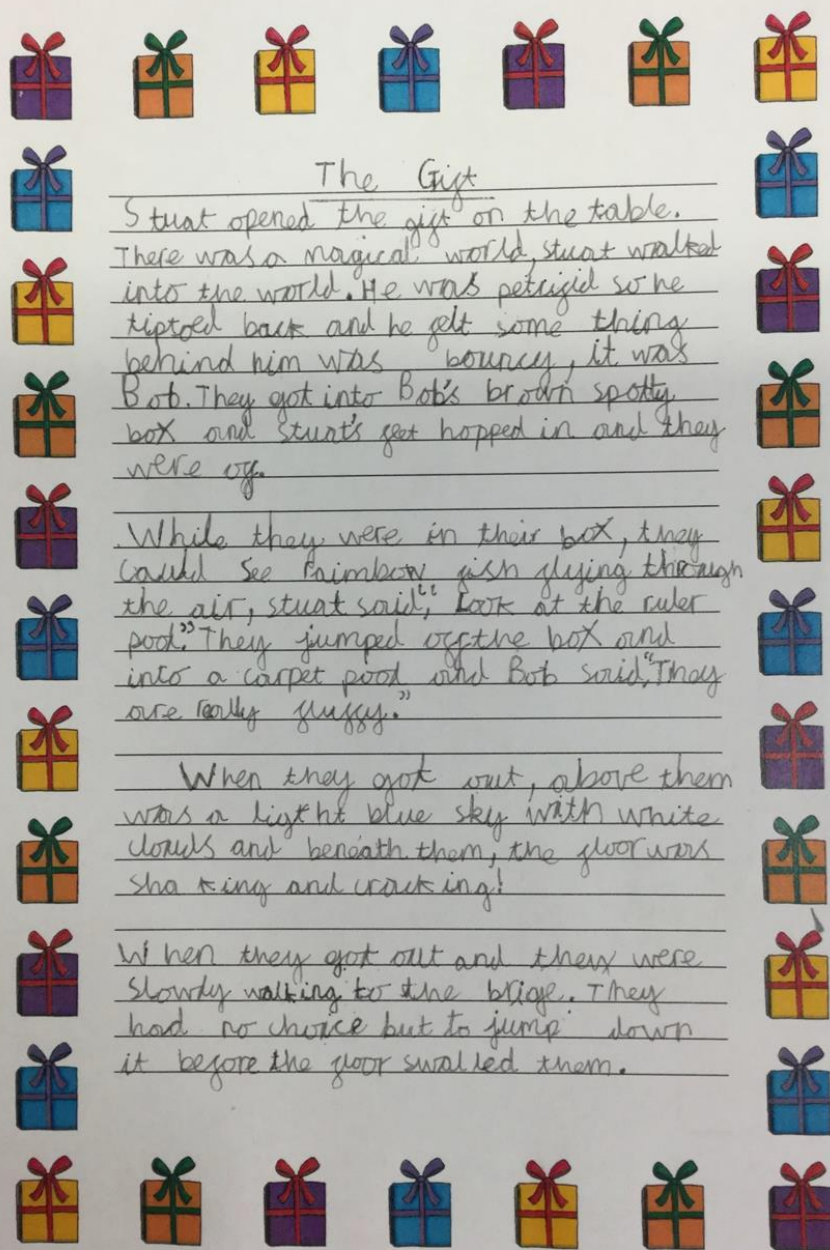 The Gift
Stuat opened the gift on the table.
There was a magical world, stuat walked
into the world. He was petrifid so he
tiptoed back and he felt some thing
behind him was bouncy, it was
Bob. They got into Bob's brown spotty
box and stuat's feet hopped in and they
were off.
While they were in their box, they
could see Raimbow fish flying through
the air, stuat said, "Look at the ruler
pool." They jumped off the box and
into a carpet pool and Bob said, "They
are really fluffy."
When they got out, above them
was a light blue sky with white
clouds and beneath them, the floor was
shaking and cracking!
When they got out and they were
slowly walking to the brige. They
had no choice but to jump down
it before the floor swalled them.